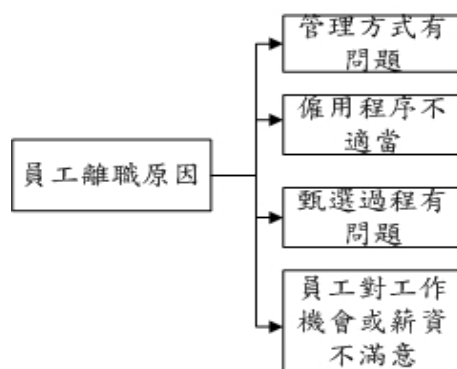 管理方式有
問題
僱用程序不
適當
員工離職原因
甄選過程有
問題
員工對工作
機會或薪資
不滿意